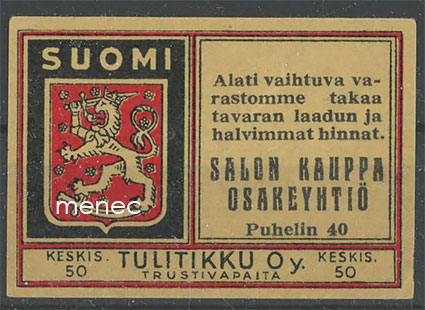 SUOMI
menec
Alati vaihtuva va-
rastomme takaa
tavaran laadun ja
halvimmat hinnat.
SALON KAUPPA
OSAKEYHTIÖ
Puhelin 40
KESKIS.
50
TULITIKKU Oy.
TRUSTIVAPAITA
KESKIS.
50